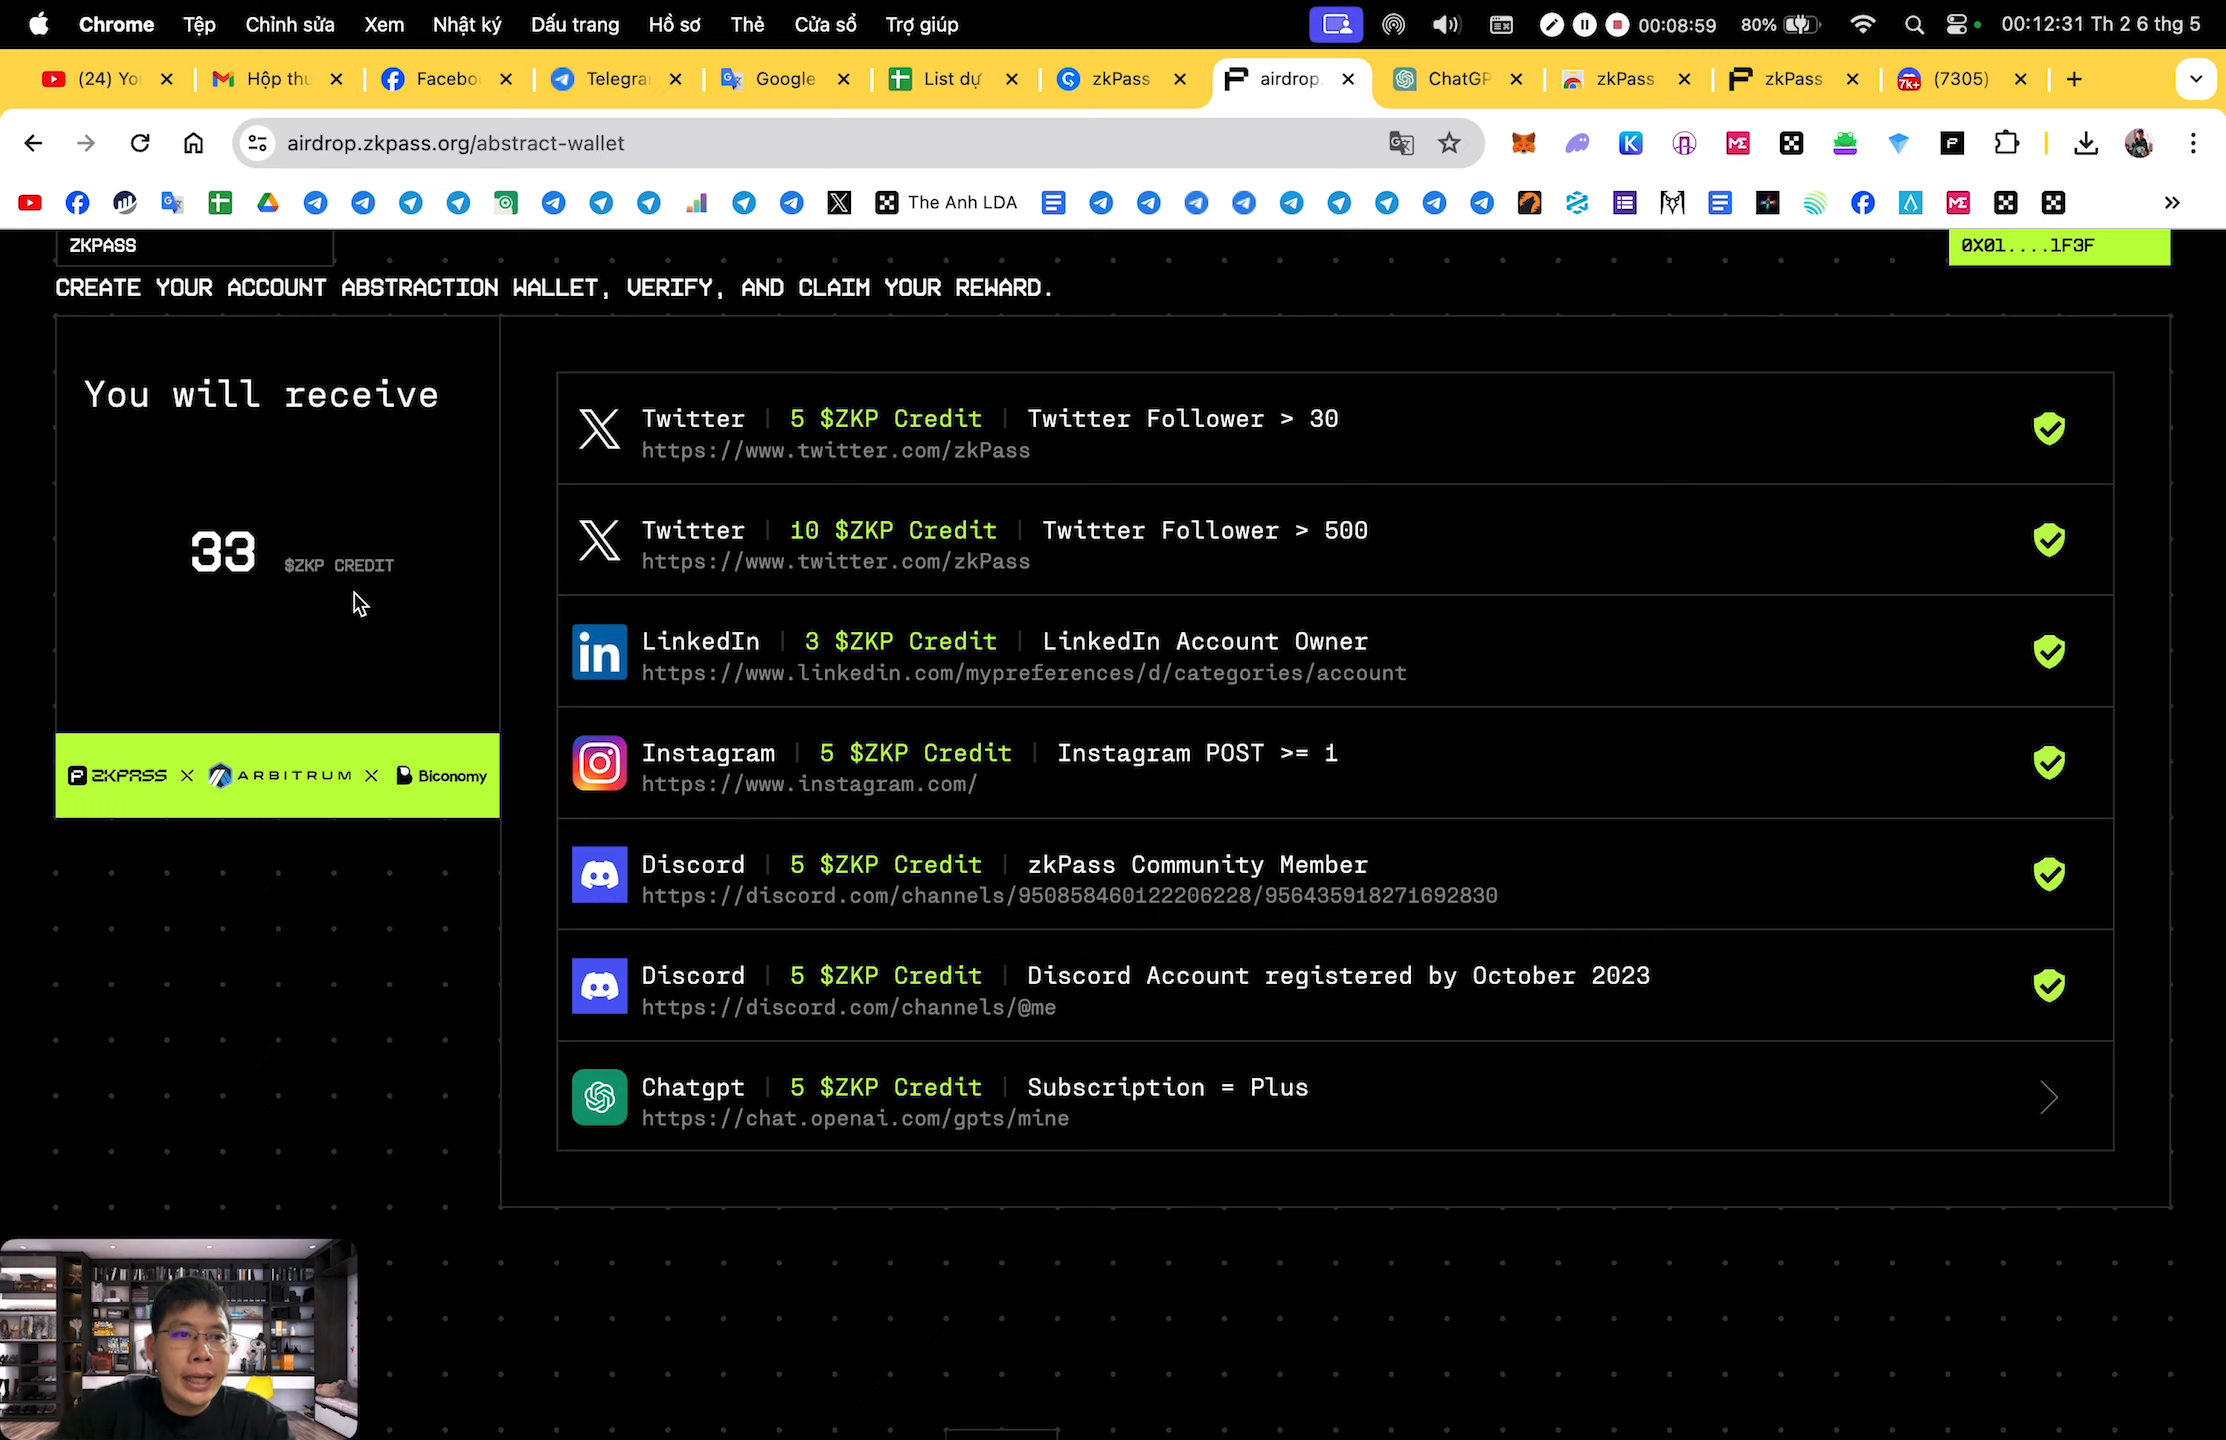 Chrome Tệp Chỉnh sửa Xem Nhật ký Dấu trang Hồ sơ Thẻ Cửa sổ Trợ giúp 00:08:59 80% 00:12:31 Th 2 6 thg 5
(24) You Hộp thu Facebo Telegra Google List dự zkPass airdrop. ChatGP zkPass zkPass (7305)
airdrop.zkpass.org/abstract-wallet
The Anh LDA
ZKPASS
0X01....1F3F
CREATE YOUR ACCOUNT ABSTRACTION WALLET, VERIFY, AND CLAIM YOUR REWARD.
You will receive
33 $ZKP CREDIT
ZKPASS X ARBITRUM X Biconomy
Twitter | 5 $ZKP Credit | Twitter Follower > 30
https://www.twitter.com/zkPass
Twitter | 10 $ZKP Credit | Twitter Follower > 500
https://www.twitter.com/zkPass
LinkedIn | 3 $ZKP Credit | LinkedIn Account Owner
https://www.linkedin.com/mypreferences/d/categories/account
Instagram | 5 $ZKP Credit | Instagram POST >= 1
https://www.instagram.com/
Discord | 5 $ZKP Credit | zkPass Community Member
https://discord.com/channels/950858460122206228/956435918271692830
Discord | 5 $ZKP Credit | Discord Account registered by October 2023
https://discord.com/channels/@me
Chatgpt | 5 $ZKP Credit | Subscription = Plus
https://chat.openai.com/gpts/mine